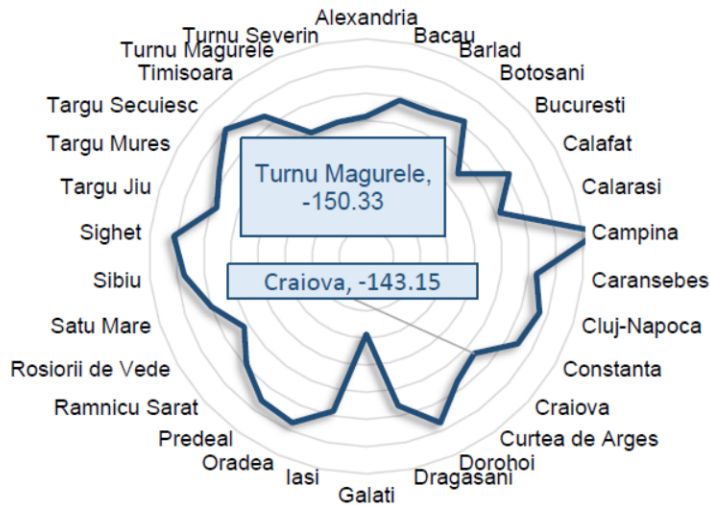 Alexandria
Bacau
Barlad
Botosani
Bucuresti
Calafat
Calarasi
Campina
Caransebes
Cluj-Napoca
Constanta
Craiova
Curtea de Arges
Dorohoi
Dragasani
Galati
Iasi
Oradea
Predeal
Ramnicu Sarat
Rosiorii de Vede
Satu Mare
Sibiu
Sighet
Targu Jiu
Targu Mures
Targu Secuiesc
Timisoara
Turnu Magurele
Turnu Severin
Turnu Magurele,
-150.33
Craiova, -143.15